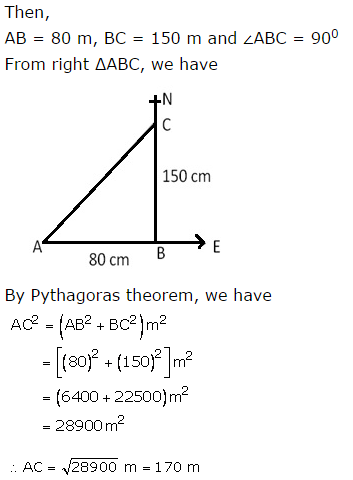 Then,
AB = 80 m, BC = 150 m and ∠ABC = 90⁰
From right ΔABC, we have
N
C
150 cm
A
B
E
80 cm
By Pythagoras theorem, we have
AC² = (AB² + BC²)m²
= [(80)² + (150)²]m²
= (6400 + 22500)m²
= 28900 m²
∴ AC = √28900 m = 170 m